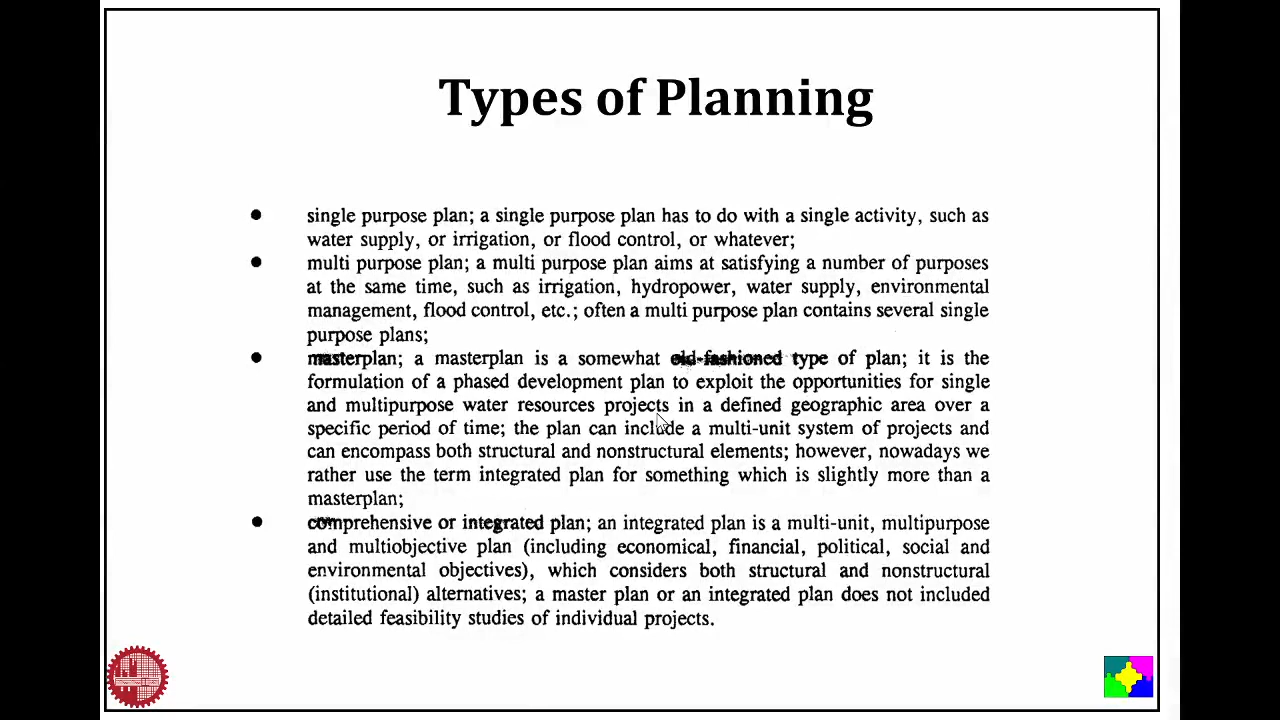 Types of Planning
● single purpose plan; a single purpose plan has to do with a single activity, such as
water supply, or irrigation, or flood control, or whatever;
● multi purpose plan; a multi purpose plan aims at satisfying a number of purposes
at the same time, such as irrigation, hydropower, water supply, environmental
management, flood control, etc.; often a multi purpose plan contains several single
purpose plans;
● masterplan; a masterplan is a somewhat old-fashioned type of plan; it is the
formulation of a phased development plan to exploit the opportunities for single
and multipurpose water resources projects in a defined geographic area over a
specific period of time; the plan can include a multi-unit system of projects and
can encompass both structural and nonstructural elements; however, nowadays we
rather use the term integrated plan for something which is slightly more than a
masterplan;
● comprehensive or integrated plan; an integrated plan is a multi-unit, multipurpose
and multiobjective plan (including economical, financial, political, social and
environmental objectives), which considers both structural and nonstructural
(institutional) alternatives; a master plan or an integrated plan does not included
detailed feasibility studies of individual projects.